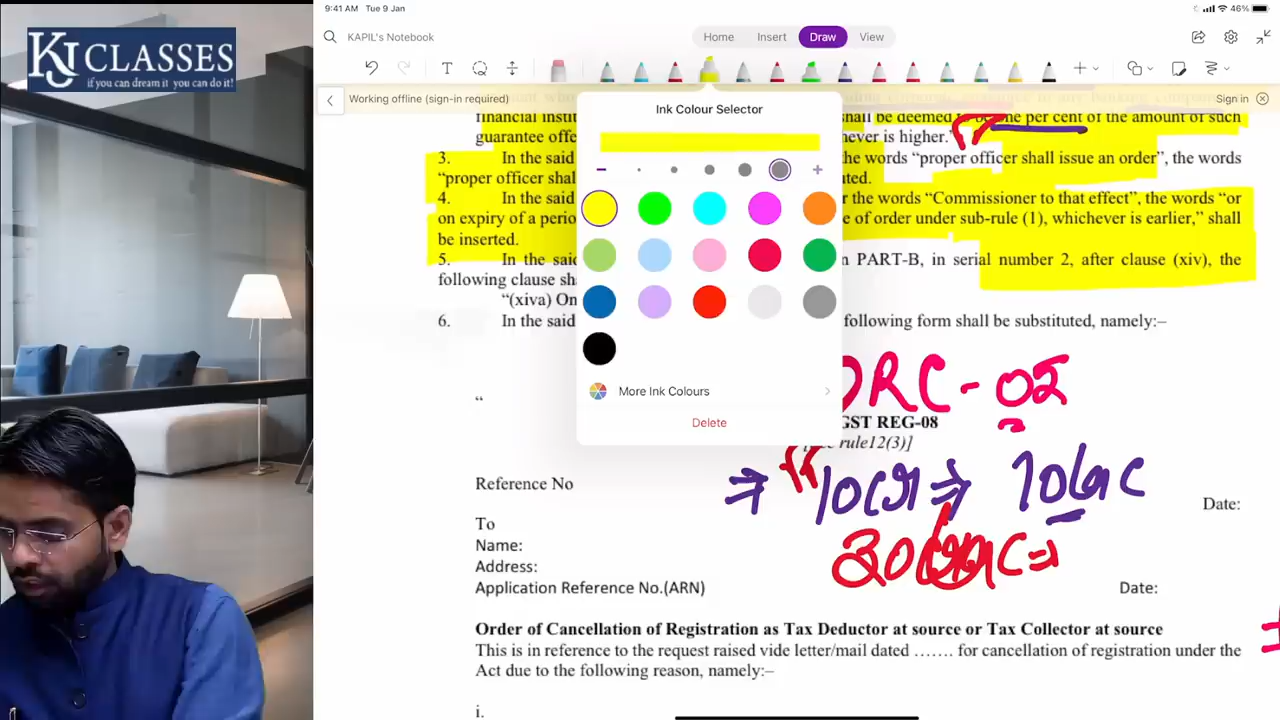 9:41 AM Tue 9 Jan
46%
KJ CLASSES
if you can dream it you can do it!
KAPIL's Notebook
Home Insert Draw View
Working offline (sign-in required)
Sign in
Ink Colour Selector
financial insti
hall be deemed to be one per cent of the amount of such
guarantee offe
never is higher.
3. In the said
the words “proper officer shall issue an order”, the words
“proper officer shal
uted.
4. In the said
r the words “Commissioner to that effect”, the words “or
on expiry of a perio
e of order under sub-rule (1), whichever is earlier,” shall
be inserted.
5. In the said
n PART-B, in serial number 2, after clause (xiv), the
following clause sha
“(xiva) On
6. In the said
following form shall be substituted, namely:–
More Ink Colours
Delete
DRC-02
“
GST REG-08
rule12(3)]
Reference No
Date:
To
Name:
Address:
Application Reference No.(ARN)
Date:
Order of Cancellation of Registration as Tax Deductor at source or Tax Collector at source
This is in reference to the request raised vide letter/mail dated ……. for cancellation of registration under the
Act due to the following reason, namely:–
i.